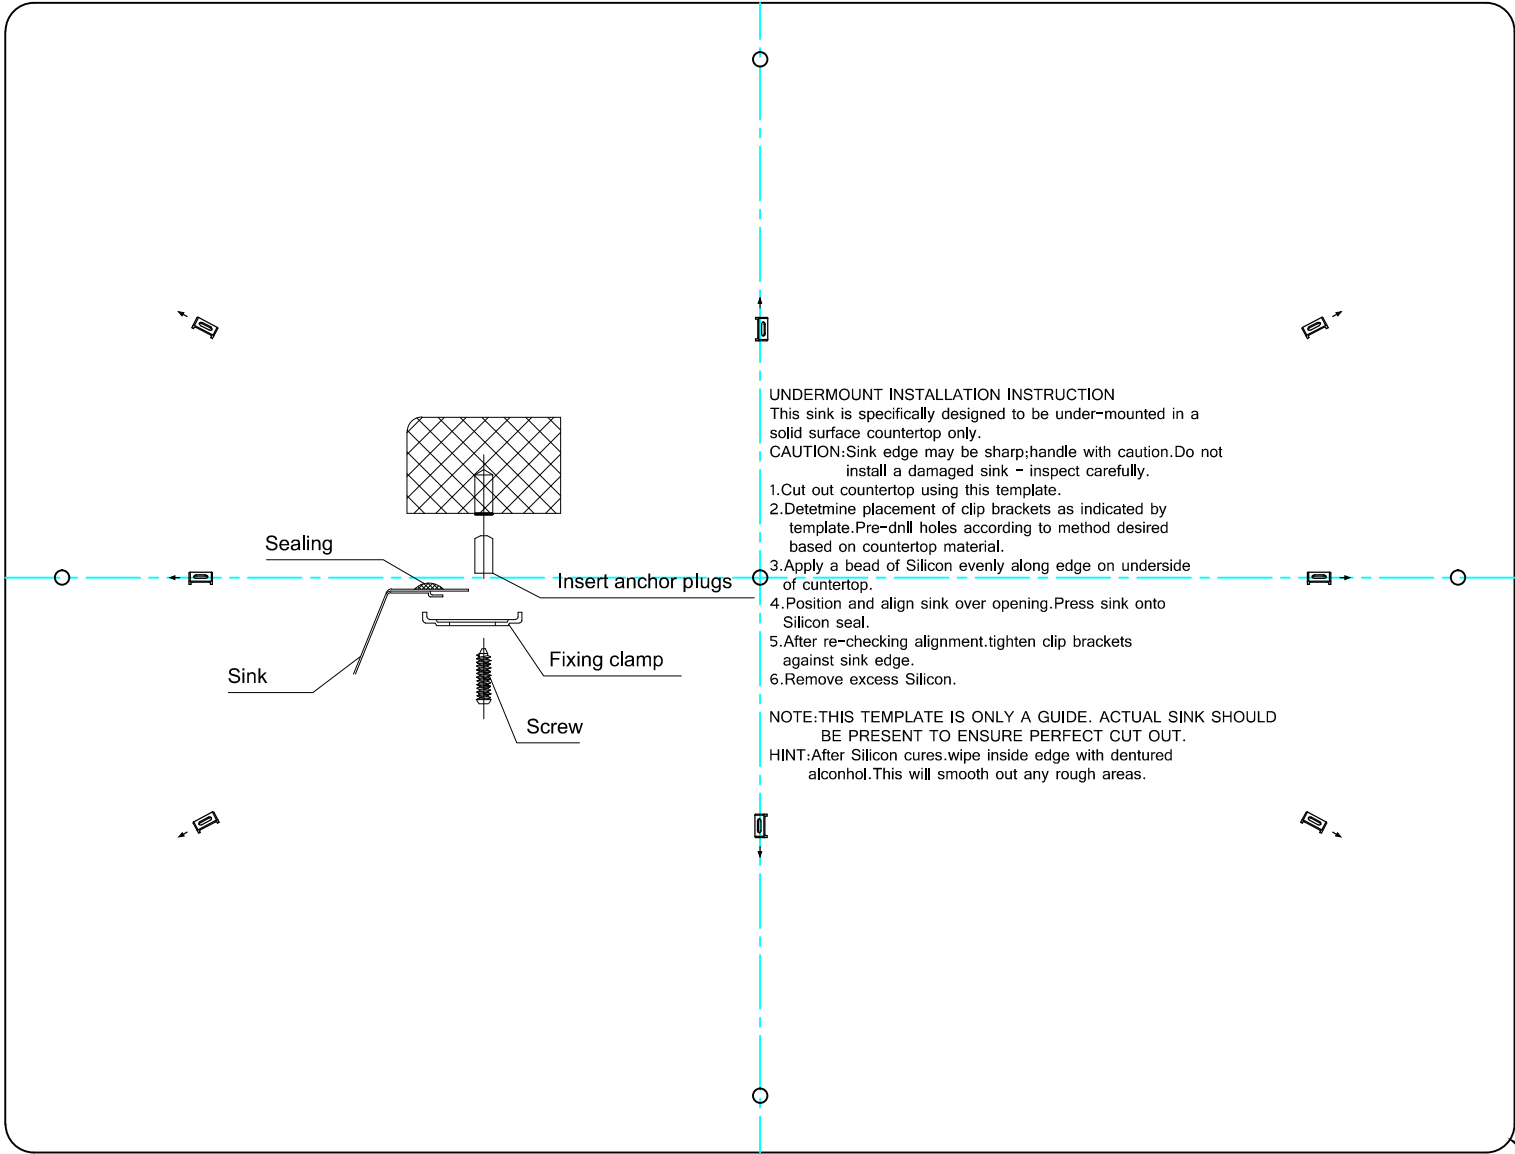 UNDERMOUNT INSTALLATION INSTRUCTION
This sink is specifically designed to be under-mounted in a
solid surface countertop only.
CAUTION:Sink edge may be sharp;handle with caution.Do not
install a damaged sink - inspect carefully.
1.Cut out countertop using this template.
2.Detetmine placement of clip brackets as indicated by
template.Pre-dnll holes according to method desired
based on countertop material.
3.Apply a bead of Silicon evenly along edge on underside
of cuntertop.
4.Position and align sink over opening.Press sink onto
Silicon seal.
5.After re-checking alignment.tighten clip brackets
against sink edge.
6.Remove excess Silicon.
NOTE:THIS TEMPLATE IS ONLY A GUIDE. ACTUAL SINK SHOULD
BE PRESENT TO ENSURE PERFECT CUT OUT.
HINT:After Silicon cures.wipe inside edge with dentured
alconhol.This will smooth out any rough areas.
Sealing
Insert anchor plugs
Fixing clamp
Sink
Screw